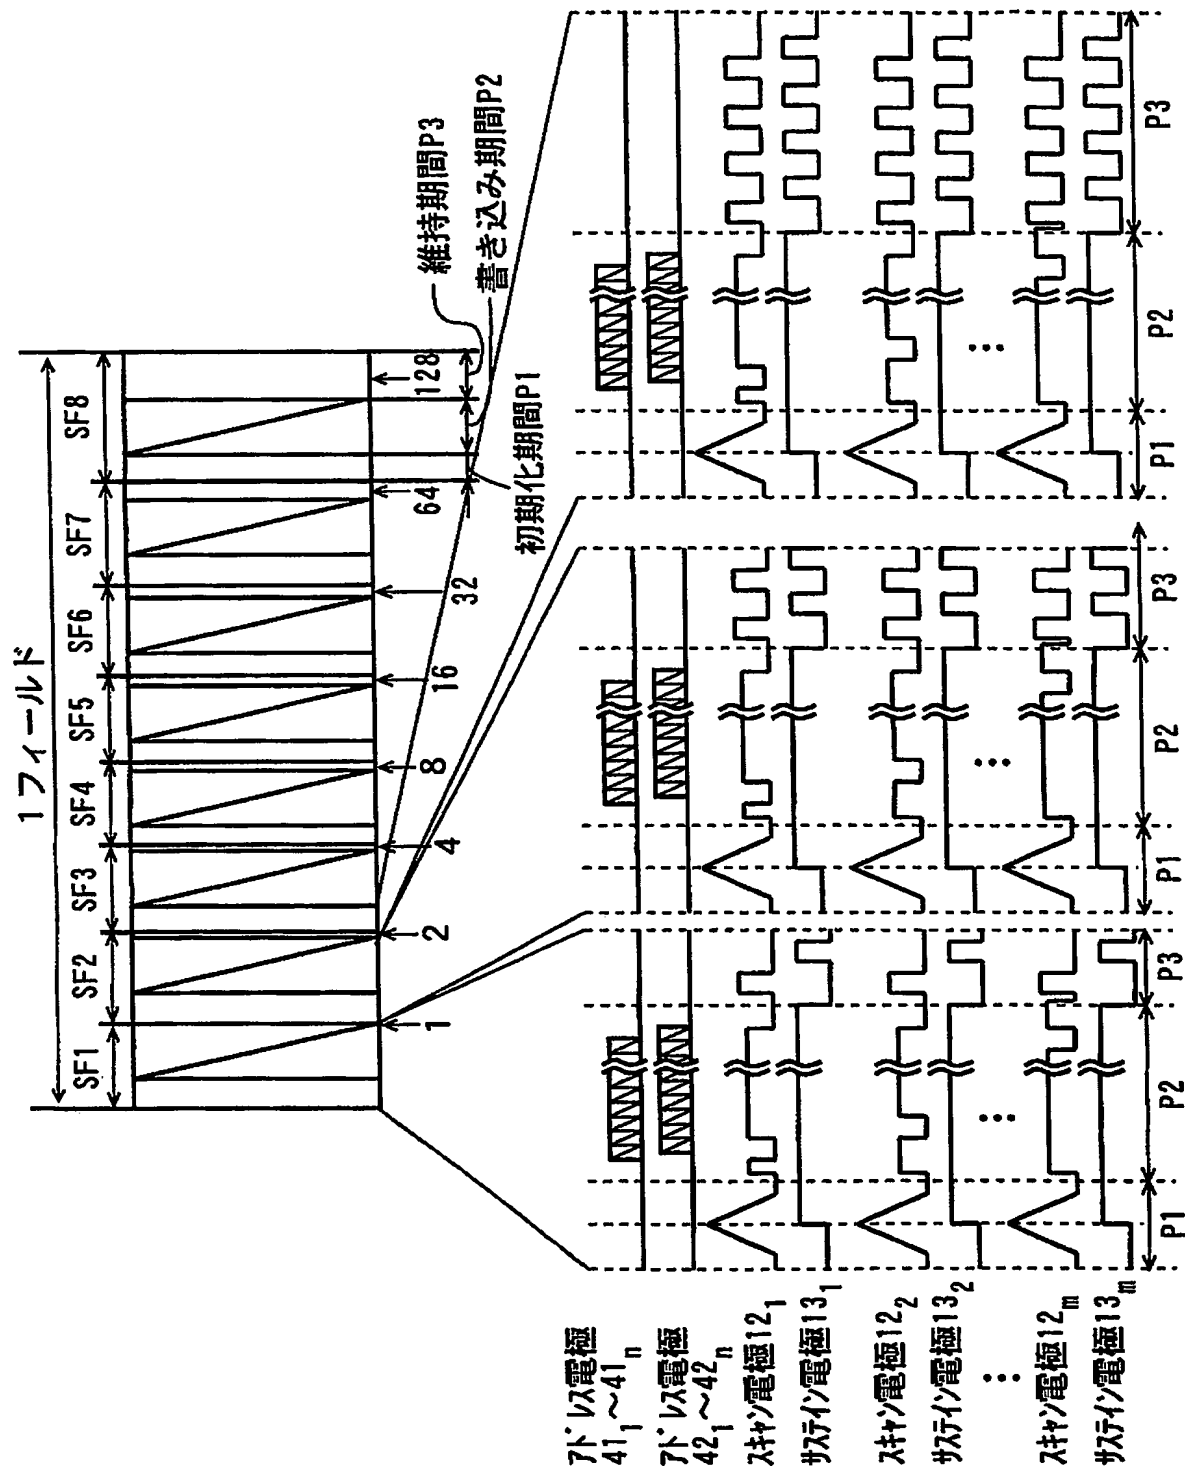 1フィールド
SF1 SF2 SF3 SF4 SF5 SF6 SF7 SF8
1 2 4 8 16 32 64 128
維持期間P3
書き込み期間P2
初期化期間P1
アドレス電極
41₁～41ₙ
アドレス電極
42₁～42ₙ
スキャン電極12₁
サステイン電極13₁
スキャン電極12₂
サステイン電極13₂
⋮
スキャン電極12ₘ
サステイン電極13ₘ
P1 P2 P3 P1 P2 P3 P1 P2 P3